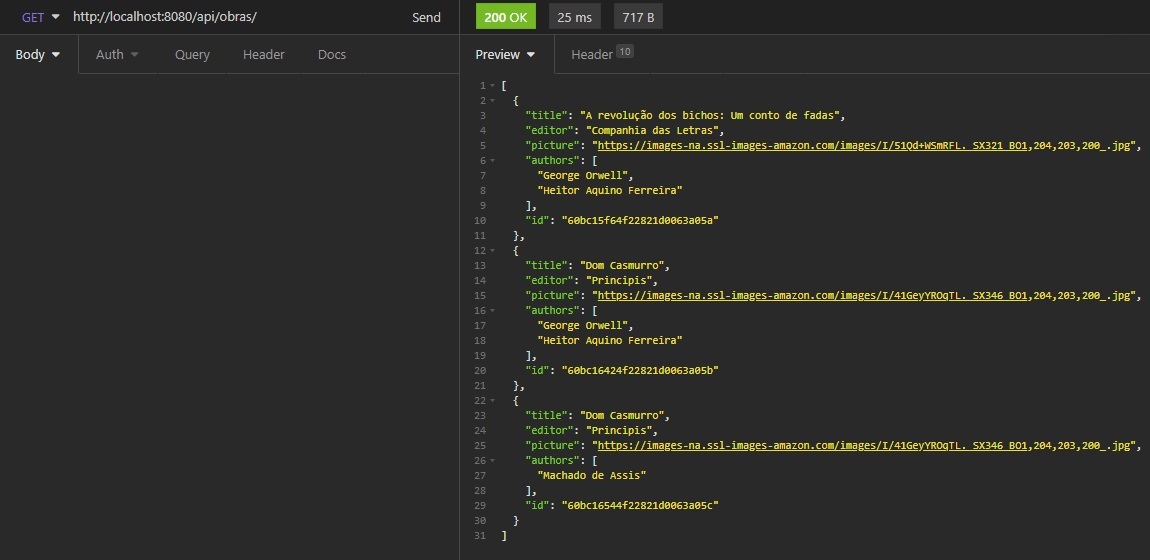 GET http://localhost:8080/api/obras/ Send 200 OK 25 ms 717 B
Body Auth Query Header Docs Preview Header 10
1 [
2 {
3 "title": "A revolução dos bichos: Um conto de fadas",
4 "editor": "Companhia das Letras",
5 "picture": "https://images-na.ssl-images-amazon.com/images/I/51Qd+WSmRFL._SX321_BO1,204,203,200_.jpg",
6 "authors": [
7 "George Orwell",
8 "Heitor Aquino Ferreira"
9 ],
10 "id": "60bc15f64f22821d0063a05a"
11 },
12 {
13 "title": "Dom Casmurro",
14 "editor": "Principis",
15 "picture": "https://images-na.ssl-images-amazon.com/images/I/41GeyYROqTL._SX346_BO1,204,203,200_.jpg",
16 "authors": [
17 "George Orwell",
18 "Heitor Aquino Ferreira"
19 ],
20 "id": "60bc16424f22821d0063a05b"
21 },
22 {
23 "title": "Dom Casmurro",
24 "editor": "Principis",
25 "picture": "https://images-na.ssl-images-amazon.com/images/I/41GeyYROqTL._SX346_BO1,204,203,200_.jpg",
26 "authors": [
27 "Machado de Assis"
28 ],
29 "id": "60bc16544f22821d0063a05c"
30 }
31 ]